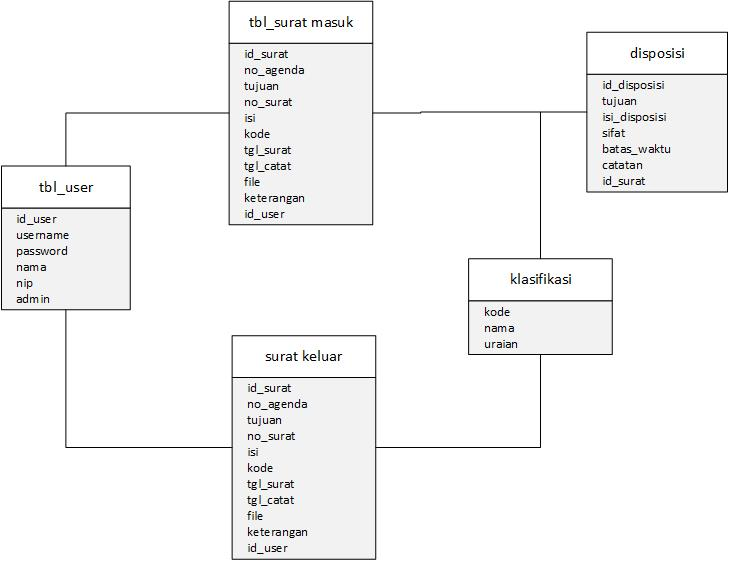 tbl_surat masuk
id_surat
no_agenda
tujuan
no_surat
isi
kode
tgl_surat
tgl_catat
file
keterangan
id_user
disposisi
id_disposisi
tujuan
isi_disposisi
sifat
batas_waktu
catatan
id_surat
tbl_user
id_user
username
password
nama
nip
admin
klasifikasi
kode
nama
uraian
surat keluar
id_surat
no_agenda
tujuan
no_surat
isi
kode
tgl_surat
tgl_catat
file
keterangan
id_user